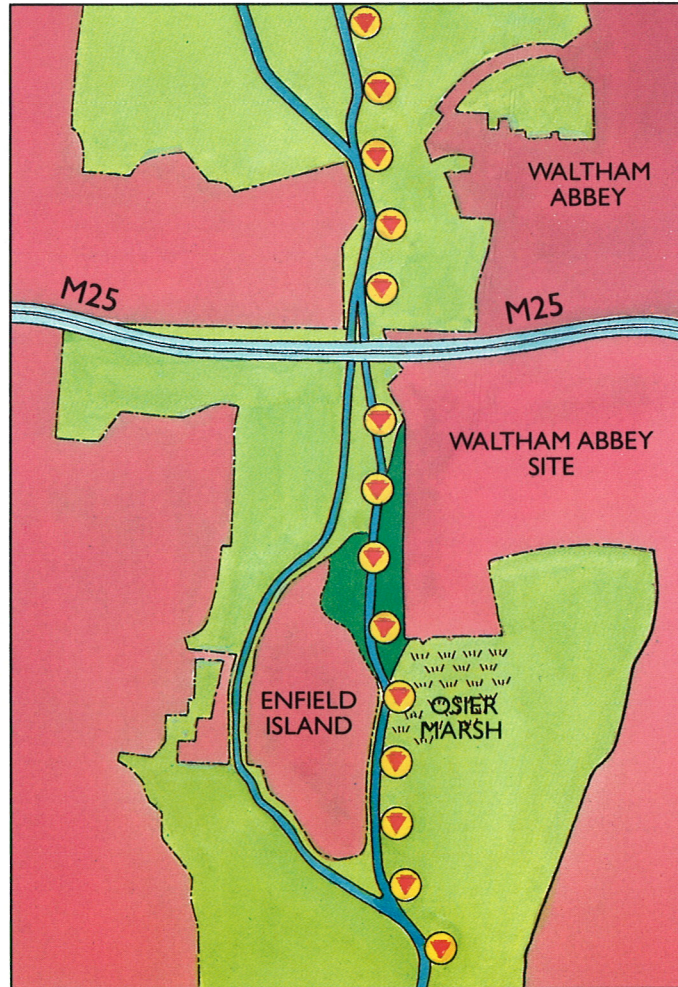 WALTHAM
ABBEY
M25
M25
WALTHAM ABBEY
SITE
ENFIELD
ISLAND
OSIER
MARSH